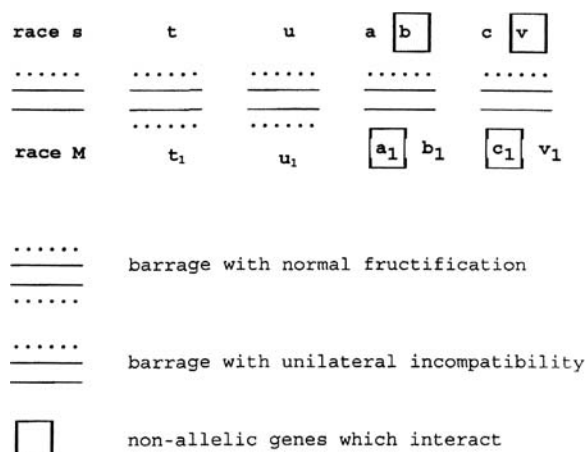 race s t u a b c v
race M t₁ u₁ a₁ b₁ c₁ v₁
barrage with normal fructification
barrage with unilateral incompatibility
non-allelic genes which interact